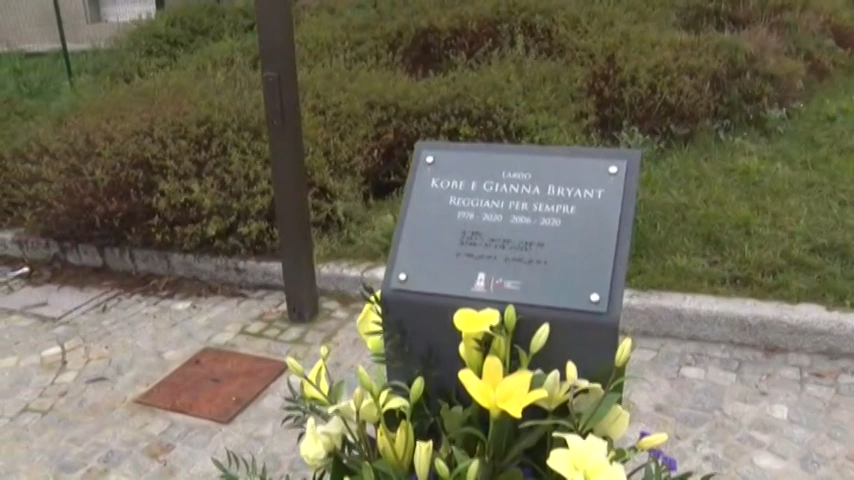 Largo
Kobe e Gianna Bryant
Reggiani per sempre
1978 - 2020 2006 - 2020